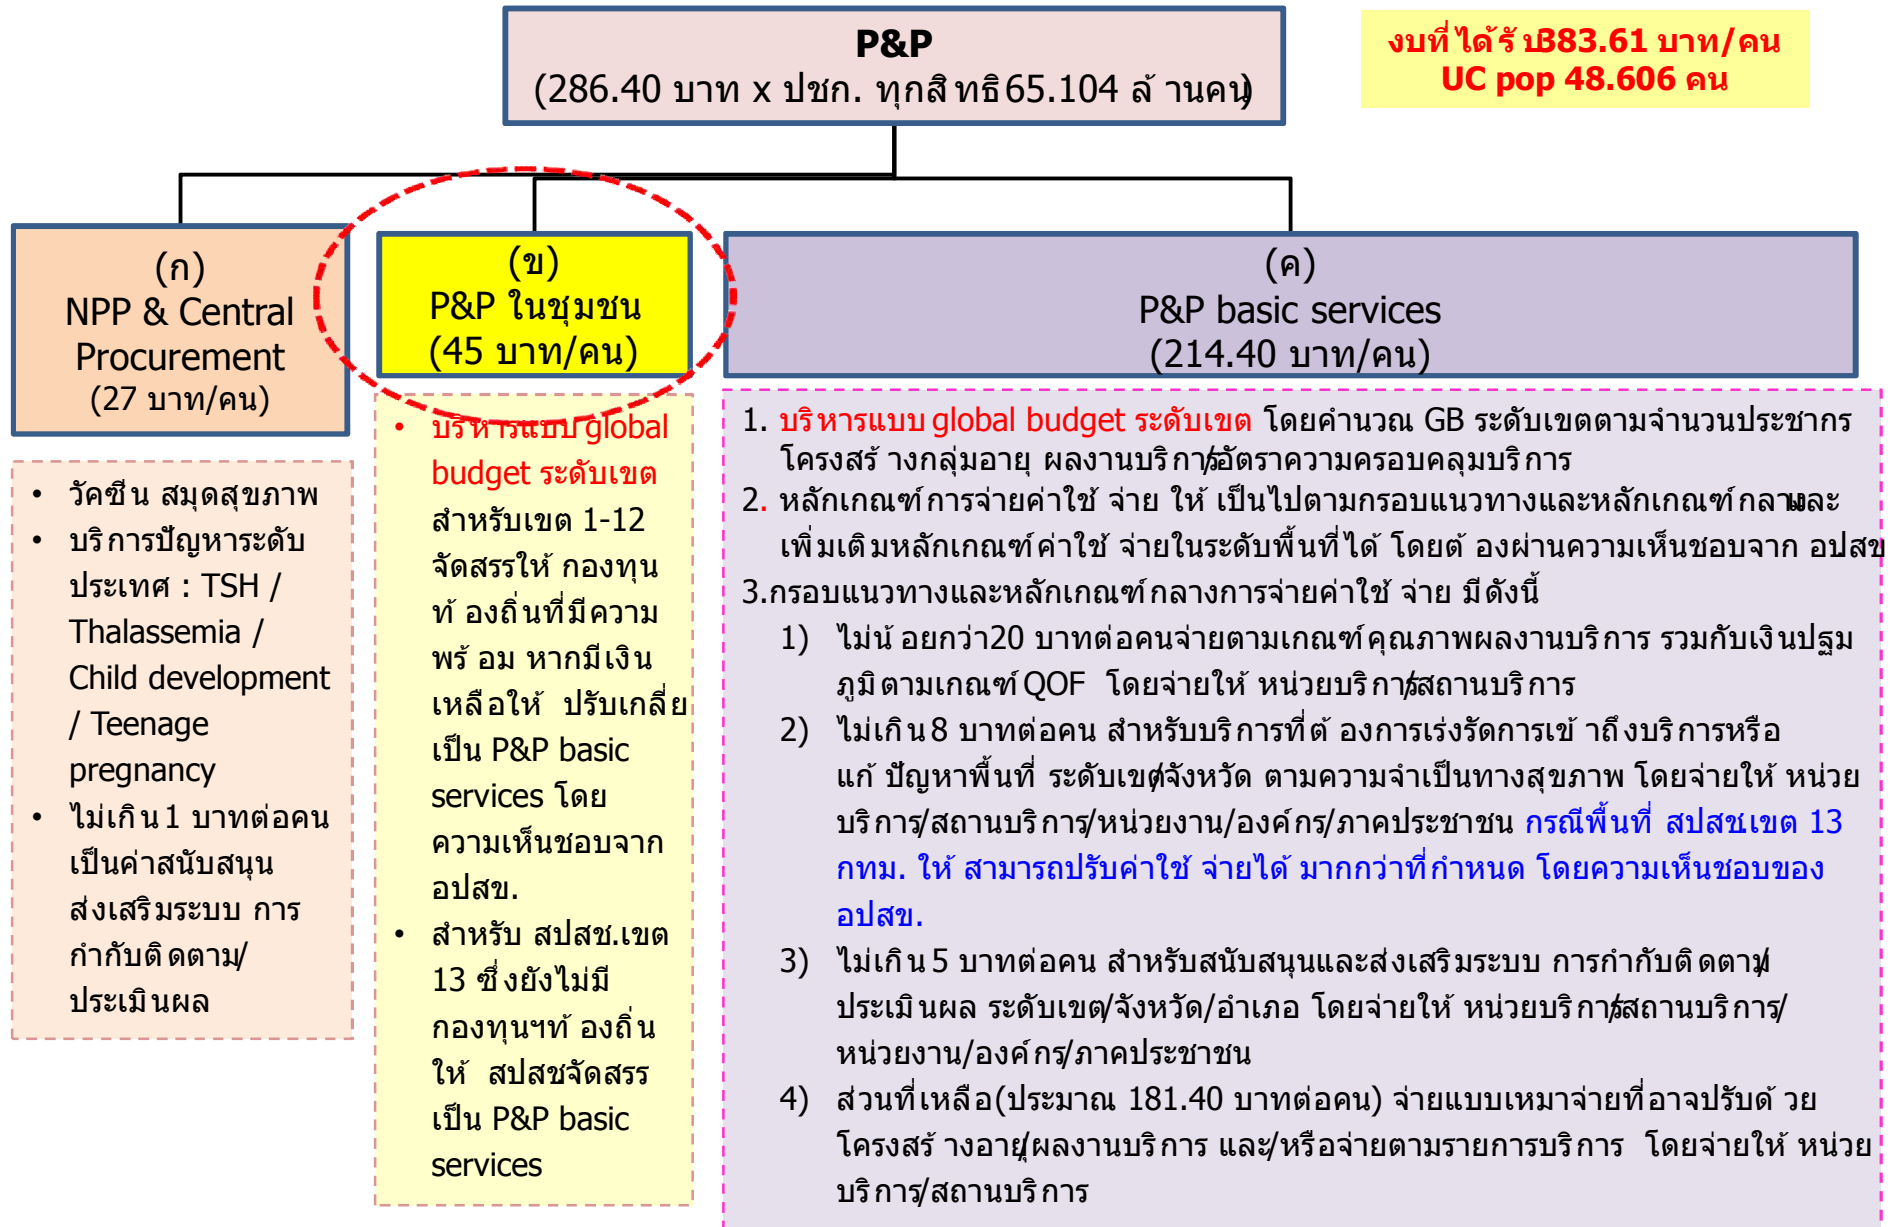 P&P
(286.40 บาท x ปชก. ทุกสิทธิ65.104 ล้านคน)
งบที่ได้รับ383.61 บาท/คน
UC pop 48.606 คน
(ก)
NPP & Central
Procurement
(27 บาท/คน)
• วัคซีน สมุดสุขภาพ
• บริการปัญหาระดับ
ประเทศ : TSH /
Thalassemia /
Child development
/ Teenage
pregnancy
• ไม่เกิน1 บาทต่อคน
เป็นค่าสนับสนุน
ส่งเสริมระบบ การ
กำกับติดตาม/
ประเมินผล
(ข)
P&P ในชุมชน
(45 บาท/คน)
• บริหารแบบ global
budget ระดับเขต
สำหรับเขต 1-12
จัดสรรให้กองทุน
ท้องถิ่นที่มีความ
พร้อม หากมีเงิน
เหลือให้ ปรับเกลี่ย
เป็น P&P basic
services โดย
ความเห็นชอบจาก
อปสข.
• สำหรับ สปสช.เขต
13 ซึ่งยังไม่มี
กองทุนฯท้องถิ่น
ให้ สปสชจัดสรร
เป็น P&P basic
services
(ค)
P&P basic services
(214.40 บาท/คน)
1. บริหารแบบ global budget ระดับเขต โดยคำนวณ GB ระดับเขตตามจำนวนประชากร
โครงสร้างกลุ่มอายุ ผลงานบริการ/อัตราความครอบคลุมบริการ
2. หลักเกณฑ์การจ่ายค่าใช้จ่าย ให้เป็นไปตามกรอบแนวทางและหลักเกณฑ์กลางและ
เพิ่มเติมหลักเกณฑ์ค่าใช้จ่ายในระดับพื้นที่ได้ โดยต้องผ่านความเห็นชอบจาก อปสข.
3.กรอบแนวทางและหลักเกณฑ์กลางการจ่ายค่าใช้จ่าย มีดังนี้
1) ไม่น้อยกว่า20 บาทต่อคนจ่ายตามเกณฑ์คุณภาพผลงานบริการ รวมกับเงินปฐม
ภูมิตามเกณฑ์QOF โดยจ่ายให้หน่วยบริการ/สถานบริการ
2) ไม่เกิน8 บาทต่อคน สำหรับบริการที่ต้องการเร่งรัดการเข้าถึงบริการหรือ
แก้ปัญหาพื้นที่ ระดับเขต/จังหวัด ตามความจำเป็นทางสุขภาพ โดยจ่ายให้หน่วย
บริการ/สถานบริการ/หน่วยงาน/องค์กร/ภาคประชาชน กรณีพื้นที่ สปสช.เขต 13
กทม. ให้สามารถปรับค่าใช้จ่ายได้มากกว่าที่กำหนด โดยความเห็นชอบของ
อปสข.
3) ไม่เกิน5 บาทต่อคน สำหรับสนับสนุนและส่งเสริมระบบ การกำกับติดตาม/
ประเมินผล ระดับเขต/จังหวัด/อำเภอ โดยจ่ายให้หน่วยบริการ/สถานบริการ/
หน่วยงาน/องค์กร/ภาคประชาชน
4) ส่วนที่เหลือ(ประมาณ 181.40 บาทต่อคน) จ่ายแบบเหมาจ่ายที่อาจปรับด้วย
โครงสร้างอายุ/ผลงานบริการ และ/หรือจ่ายตามรายการบริการ โดยจ่ายให้หน่วย
บริการ/สถานบริการ